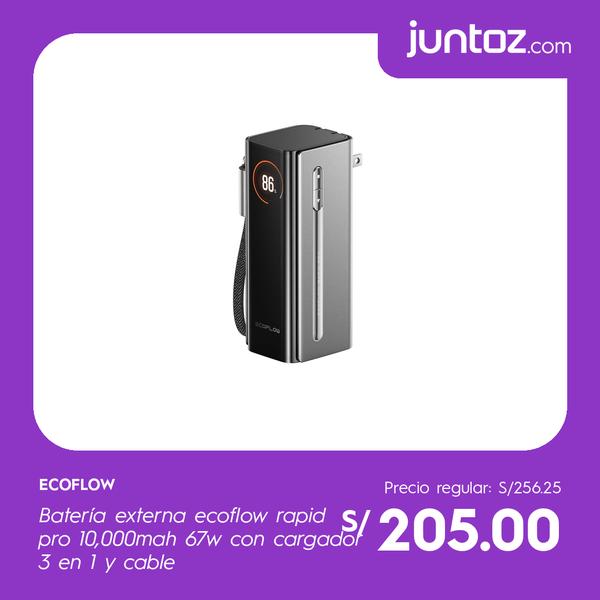 juntoz.com
86%
ECOFLOW
ECOFLOW
Batería externa ecoflow rapid
pro 10,000mah 67w con cargador
3 en 1 y cable
Precio regular: S/256.25
S/ 205.00